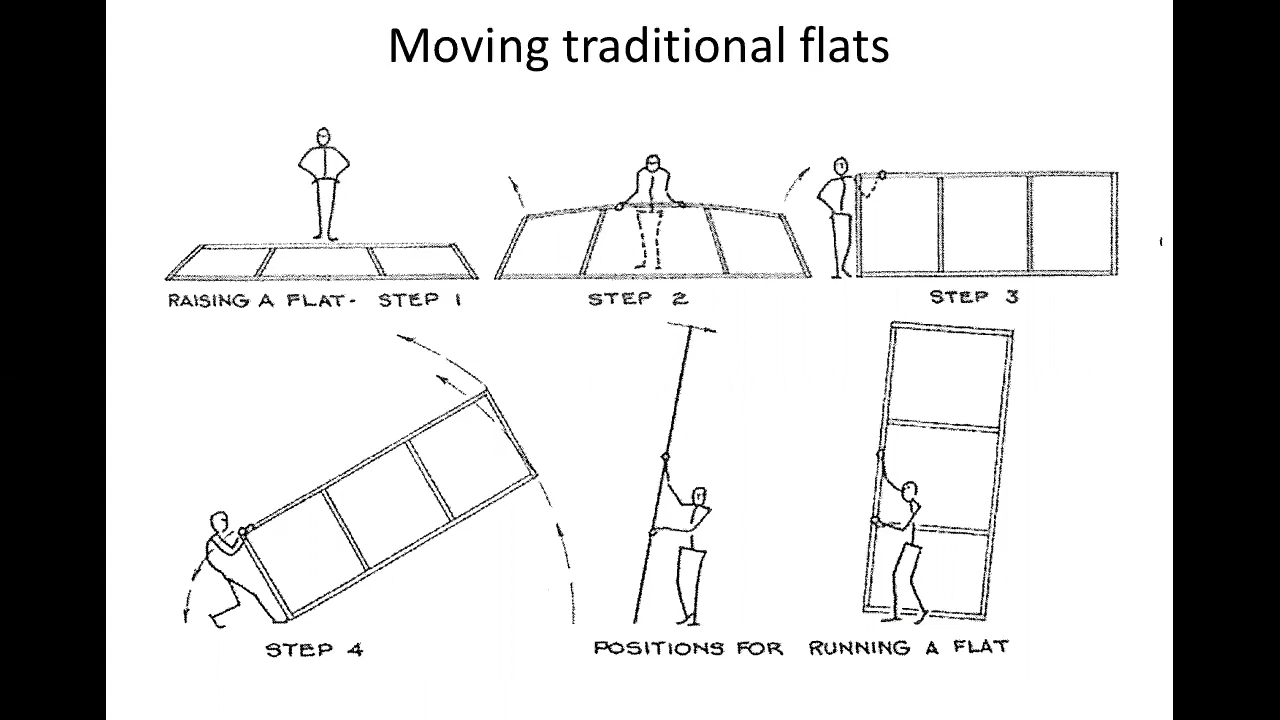 Moving traditional flats
RAISING A FLAT- STEP 1
STEP 2
STEP 3
STEP 4
POSITIONS FOR RUNNING A FLAT